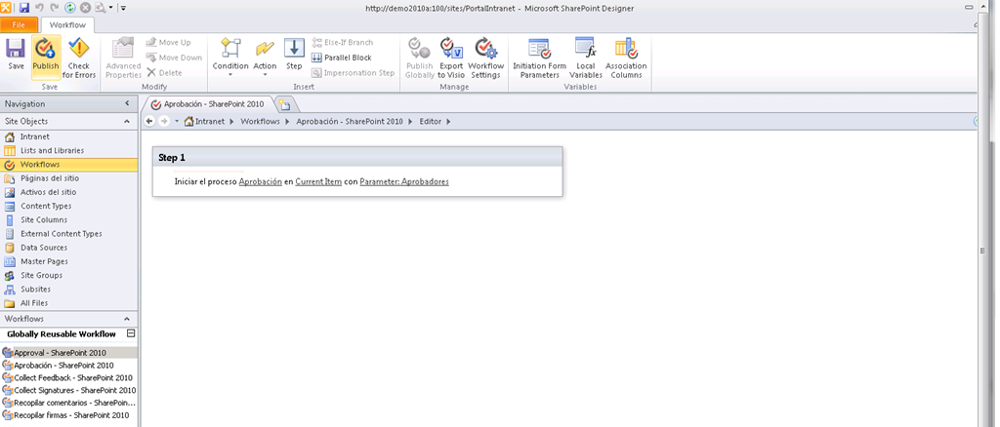 http://demo2010a:100/sites/PortalIntranet - Microsoft SharePoint Designer
File
Workflow
Save
Publish
Check
for Errors
Advanced
Properties
Move Up
Move Down
Delete
Condition
Action
Step
Else-If Branch
Parallel Block
Impersonation Step
Publish
Globally
Export
to Visio
Workflow
Settings
Initiation Form
Parameters
Local
Variables
Association
Columns
Save
Modify
Insert
Manage
Variables
Navigation
Aprobación - SharePoint 2010
Site Objects
Intranet
Workflows
Aprobación - SharePoint 2010
Editor
Intranet
Lists and Libraries
Workflows
Páginas del sitio
Activos del sitio
Content Types
Site Columns
External Content Types
Data Sources
Master Pages
Site Groups
Subsites
All Files
Step 1
Iniciar el proceso Aprobación en Current Item con Parameter: Aprobadores
Workflows
Globally Reusable Workflow
Approval - SharePoint 2010
Aprobación - SharePoint 2010
Collect Feedback - SharePoint 2010
Collect Signatures - SharePoint 2010
Recopilar comentarios - SharePoin...
Recopilar firmas - SharePoint 2010